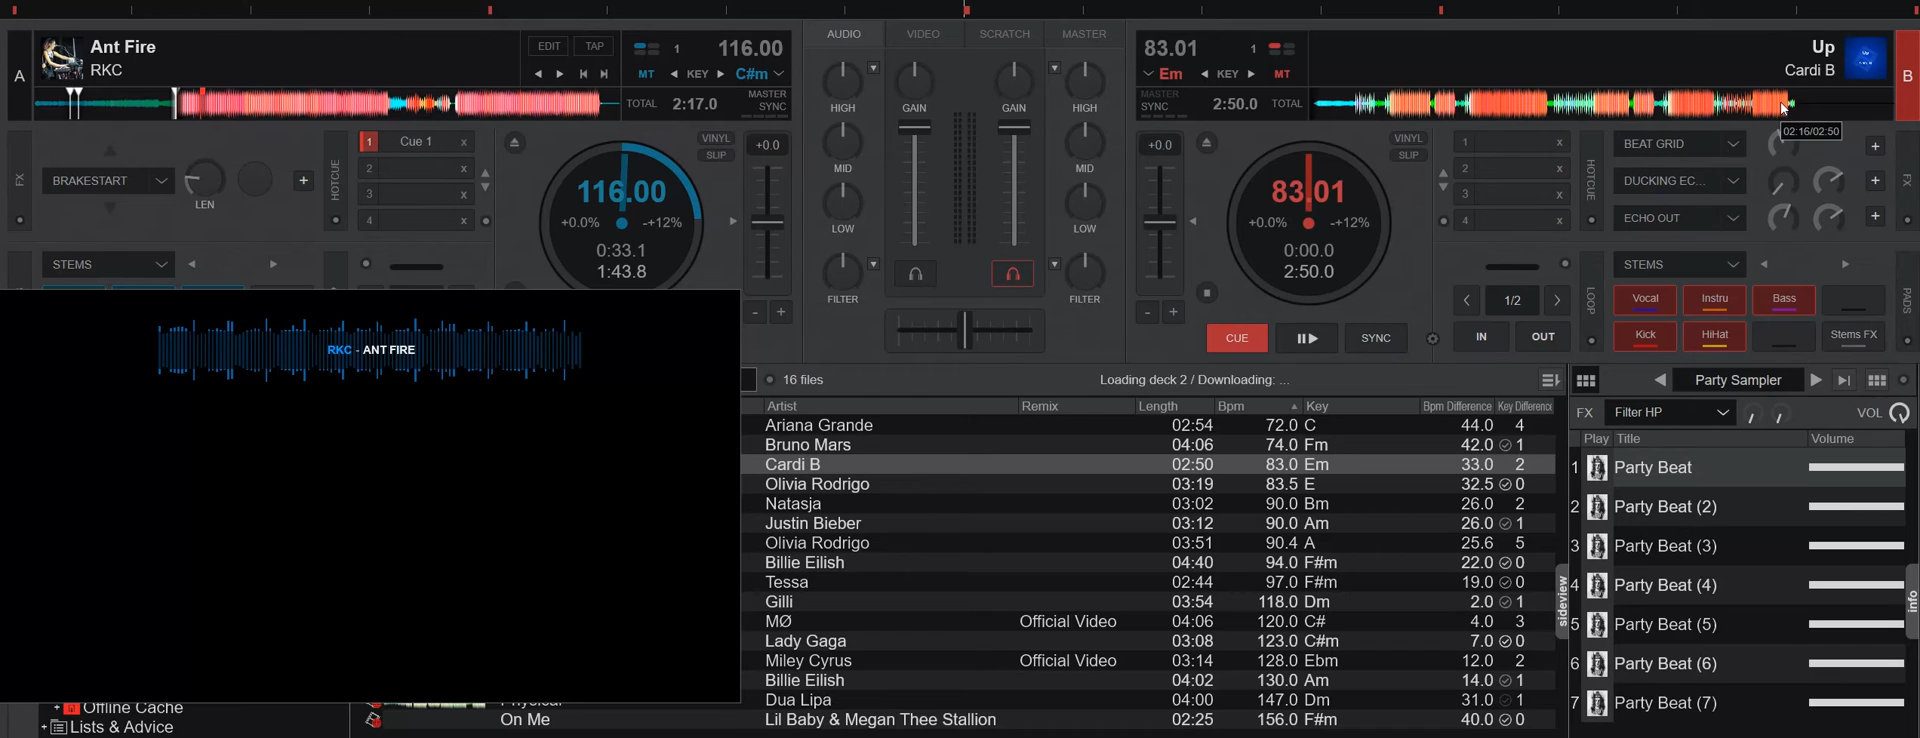 A
Ant Fire
RKC
EDIT TAP
1 116.00
MT KEY C#m
TOTAL 2:17.0 MASTER SYNC
AUDIO VIDEO SCRATCH MASTER
83.01 1
Em KEY MT
MASTER SYNC 2:50.0 TOTAL
Up
Cardi B
B
02:16/02:50
FX
BRAKESTART
LEN
+
HOTCUE
1 Cue 1 x
2 x
3 x
4 x
VINYL
SLIP
116.00
+0.0% -+12%
0:33.1
1:43.8
+0.0
- +
HIGH GAIN GAIN HIGH
MID MID
LOW LOW
FILTER FILTER
+0.0
- +
VINYL
SLIP
83.01
+0.0% -+12%
0:00.0
2:50.0
CUE SYNC
1 x
2 x
3 x
4 x
HOTCUE
BEAT GRID +
DUCKING EC... +
ECHO OUT +
FX
STEMS
1/2
IN OUT
LOOP
STEMS
Vocal Instru Bass
Kick HiHat Stems FX
PADS
RKC - ANT FIRE
16 files Loading deck 2 / Downloading: ...
Artist Remix Length Bpm Key Bpm Difference Key Difference
Ariana Grande 02:54 72.0 C 44.0 4
Bruno Mars 04:06 74.0 Fm 42.0 1
Cardi B 02:50 83.0 Em 33.0 2
Olivia Rodrigo 03:19 83.5 E 32.5 0
Natasja 03:02 90.0 Bm 26.0 2
Justin Bieber 03:12 90.0 Am 26.0 1
Olivia Rodrigo 03:51 90.4 A 25.6 5
Billie Eilish 04:40 94.0 F#m 22.0 0
Tessa 02:44 97.0 F#m 19.0 0
Gilli 03:54 118.0 Dm 2.0 1
MØ Official Video 04:06 120.0 C# 4.0 3
Lady Gaga 03:08 123.0 C#m 7.0 0
Miley Cyrus Official Video 03:14 128.0 Ebm 12.0 2
Billie Eilish 04:02 130.0 Am 14.0 1
Dua Lipa 04:00 147.0 Dm 31.0 1
On Me Lil Baby & Megan Thee Stallion 02:25 156.0 F#m 40.0 0
+ Offline Cache
+ Lists & Advice
sideview
Party Sampler
FX Filter HP VOL
Play Title Volume
1 Party Beat
2 Party Beat (2)
3 Party Beat (3)
4 Party Beat (4)
5 Party Beat (5)
6 Party Beat (6)
7 Party Beat (7)
info